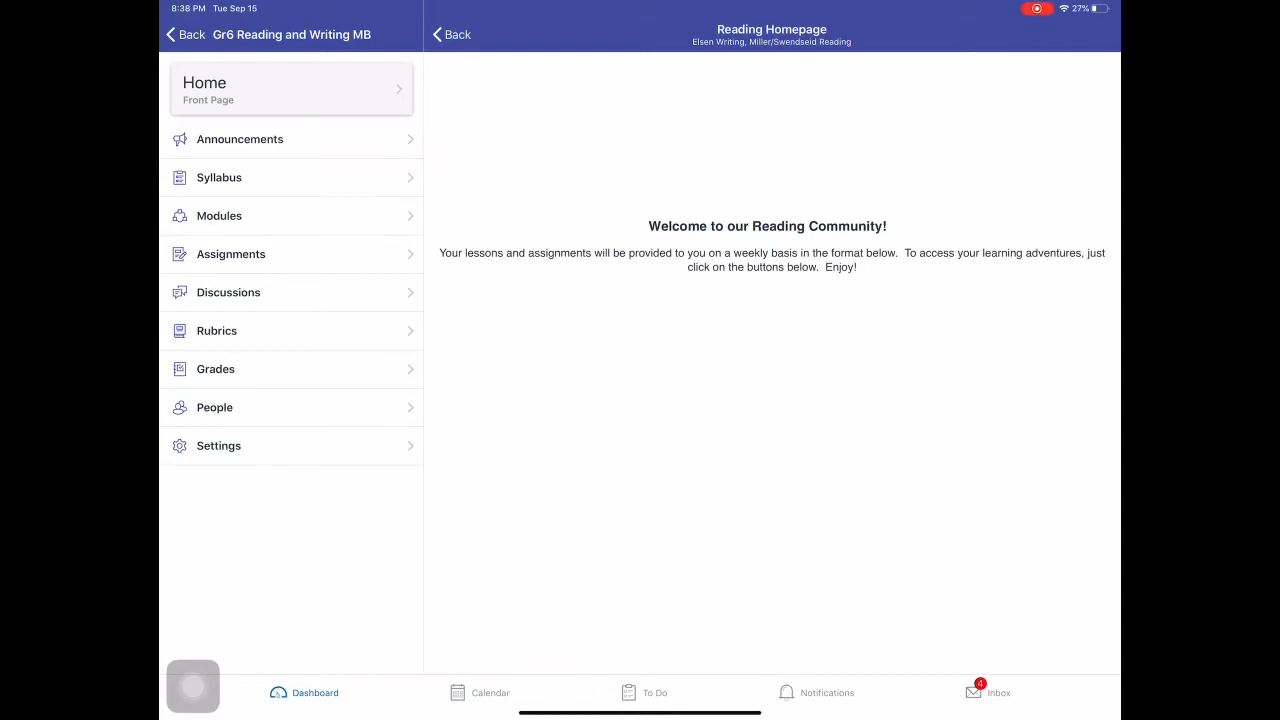 8:38 PM Tue Sep 15
27%
Back Gr6 Reading and Writing MB
Back
Reading Homepage
Elsen Writing, Miller/Swendseid Reading
Home
Front Page
Announcements
Syllabus
Modules
Assignments
Discussions
Rubrics
Grades
People
Settings
Welcome to our Reading Community!
Your lessons and assignments will be provided to you on a weekly basis in the format below. To access your learning adventures, just
click on the buttons below. Enjoy!
Dashboard
Calendar
To Do
Notifications
4
Inbox